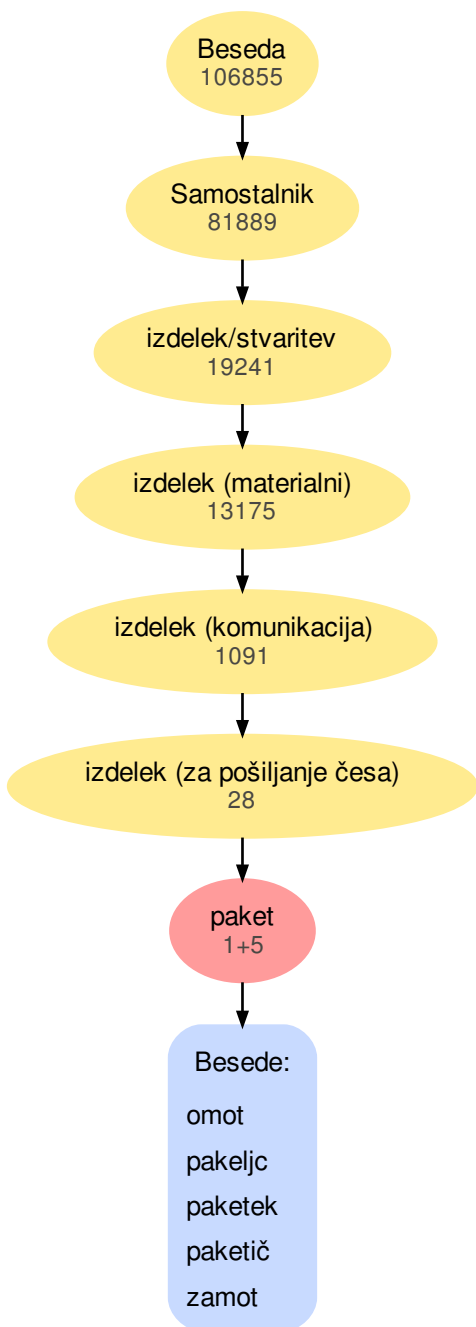 Beseda
106855
Samostalnik
81889
izdelek/stvaritev
19241
izdelek (materialni)
13175
izdelek (komunikacija)
1091
izdelek (za pošiljanje česa)
28
paket
1+5
Besede:
omot
pakeljc
paketek
paketič
zamot